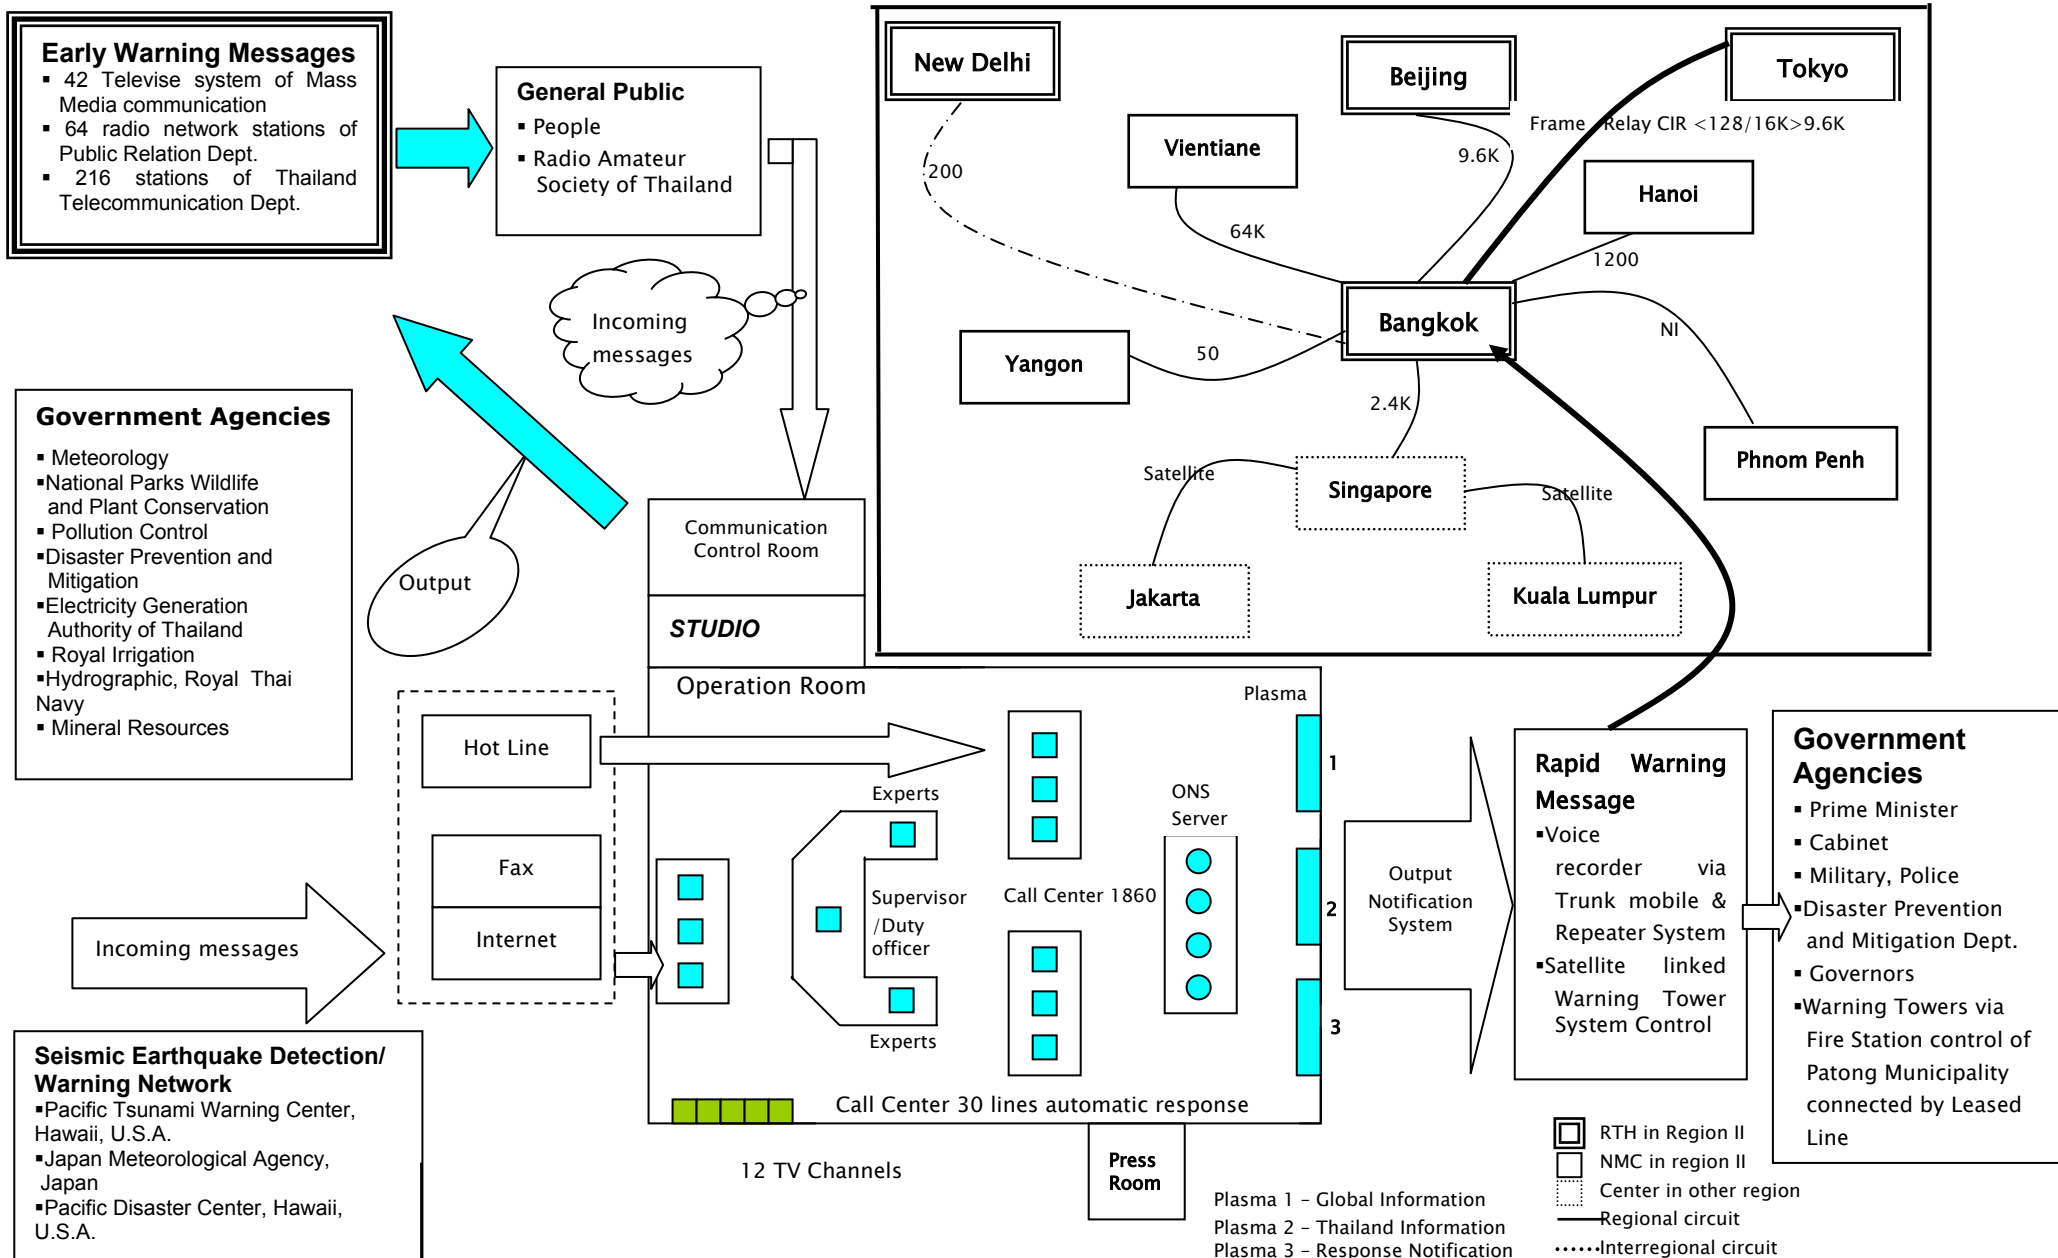 Early Warning Messages
▪ 42 Televise system of Mass
Media communication
▪ 64 radio network stations of
Public Relation Dept.
▪ 216 stations of Thailand
Telecommunication Dept.
General Public
▪ People
▪ Radio Amateur
Society of Thailand
Incoming
messages
New Delhi
Beijing
Tokyo
Frame Relay CIR <128/16K>9.6K
Vientiane
9.6K
200
Hanoi
64K
1200
Bangkok
NI
Yangon
50
2.4K
Phnom Penh
Satellite
Singapore
Satellite
Jakarta
Kuala Lumpur
Government Agencies
▪ Meteorology
▪National Parks Wildlife
and Plant Conservation
▪ Pollution Control
▪Disaster Prevention and
Mitigation
▪Electricity Generation
Authority of Thailand
▪ Royal Irrigation
▪Hydrographic, Royal Thai
Navy
▪ Mineral Resources
Output
Communication
Control Room
STUDIO
Operation Room
Plasma
Hot Line
Fax
Internet
Incoming messages
Experts
Supervisor
/Duty
officer
Experts
Call Center 1860
ONS
Server
1
2
3
Call Center 30 lines automatic response
12 TV Channels
Press
Room
Output
Notification
System
Rapid Warning
Message
▪Voice
recorder via
Trunk mobile &
Repeater System
▪Satellite linked
Warning Tower
System Control
Government
Agencies
▪ Prime Minister
▪ Cabinet
▪ Military, Police
▪Disaster Prevention
and Mitigation Dept.
▪ Governors
▪Warning Towers via
Fire Station control of
Patong Municipality
connected by Leased
Line
Seismic Earthquake Detection/
Warning Network
▪Pacific Tsunami Warning Center,
Hawaii, U.S.A.
▪Japan Meteorological Agency,
Japan
▪Pacific Disaster Center, Hawaii,
U.S.A.
Plasma 1 – Global Information
Plasma 2 – Thailand Information
Plasma 3 – Response Notification
RTH in Region II
NMC in region II
Center in other region
Regional circuit
Interregional circuit